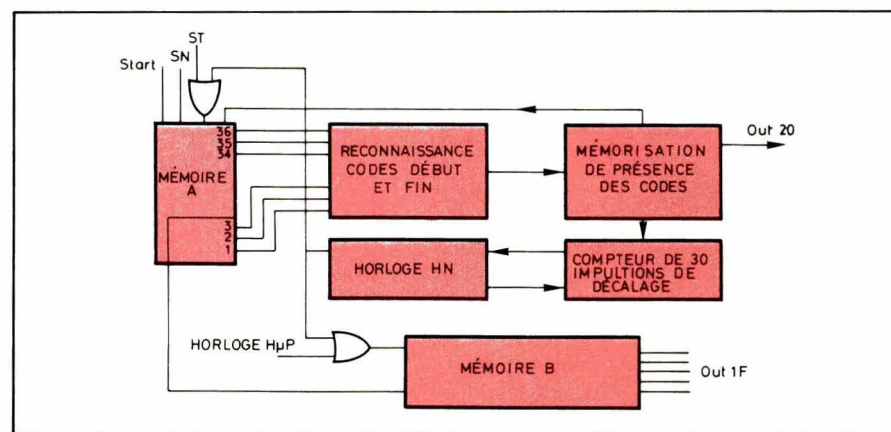 ST
SN
Start
36
35
34
MÉMOIRE
A
3
2
1
RECONNAISSANCE
CODES DÉBUT
ET FIN
MÉMORISATION
DE PRÉSENCE
DES CODES
Out 20
HORLOGE HN
COMPTEUR DE 30
IMPULTIONS DE
DÉCALAGE
HORLOGE HµP
MÉMOIRE B
Out 1F